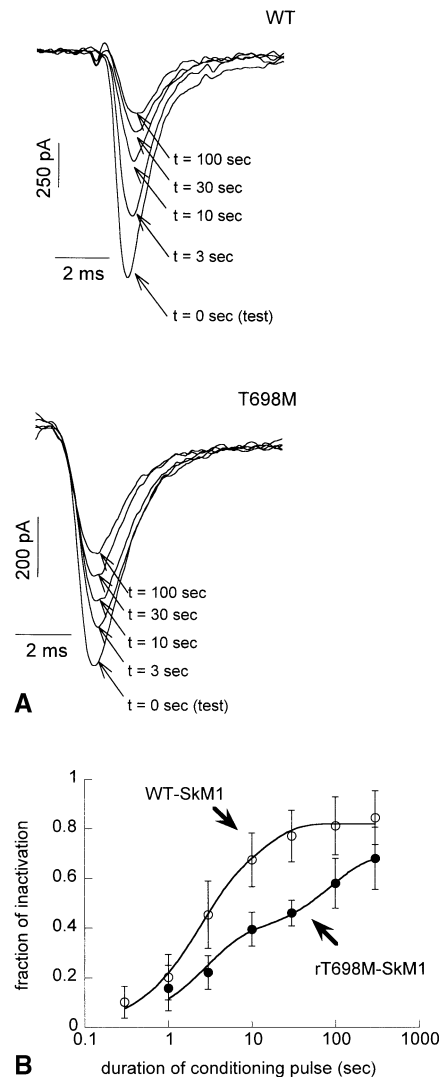 WT
250 pA
t = 100 sec
t = 30 sec
t = 10 sec
t = 3 sec
2 ms
t = 0 sec (test)
T698M
200 pA
t = 100 sec
t = 30 sec
t = 10 sec
2 ms
t = 3 sec
A
t = 0 sec (test)
fraction of inactivation
1
0.8
0.6
0.4
0.2
0
WT-SkM1
rT698M-SkM1
0.1
1
10
100
1000
B
duration of conditioning pulse (sec)